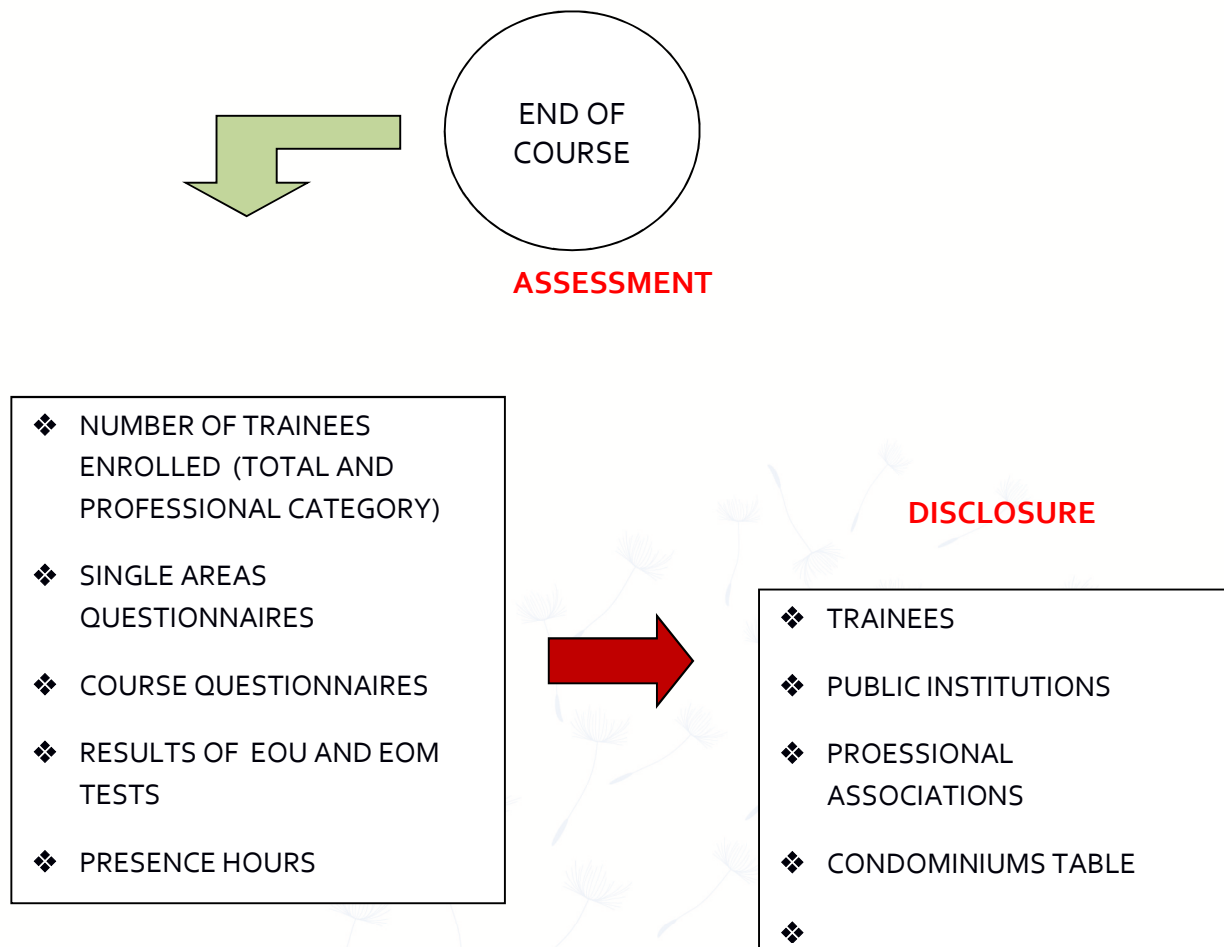 END OF
COURSE
ASSESSMENT
❖ NUMBER OF TRAINEES
ENROLLED (TOTAL AND
PROFESSIONAL CATEGORY)
❖ SINGLE AREAS
QUESTIONNAIRES
❖ COURSE QUESTIONNAIRES
❖ RESULTS OF EOU AND EOM
TESTS
❖ PRESENCE HOURS
DISCLOSURE
❖ TRAINEES
❖ PUBLIC INSTITUTIONS
❖ PROESSIONAL
ASSOCIATIONS
❖ CONDOMINIUMS TABLE
❖